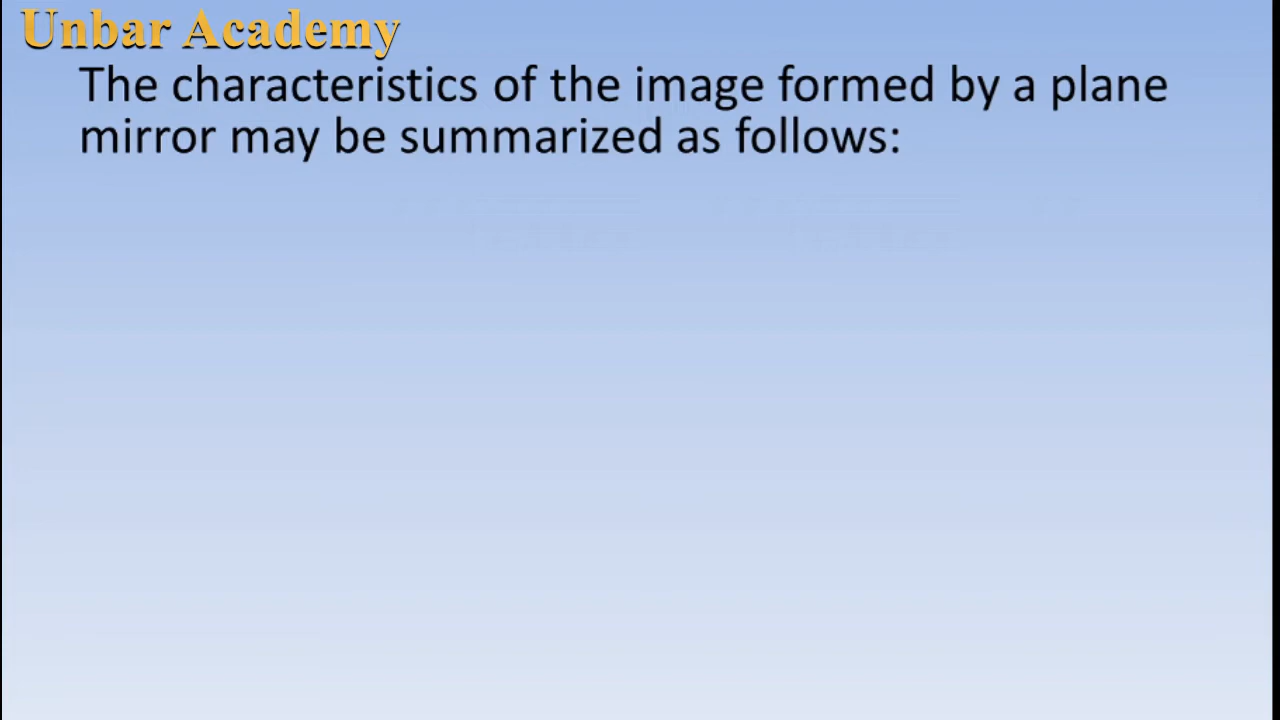 Unbar Academy
The characteristics of the image formed by a plane
mirror may be summarized as follows: